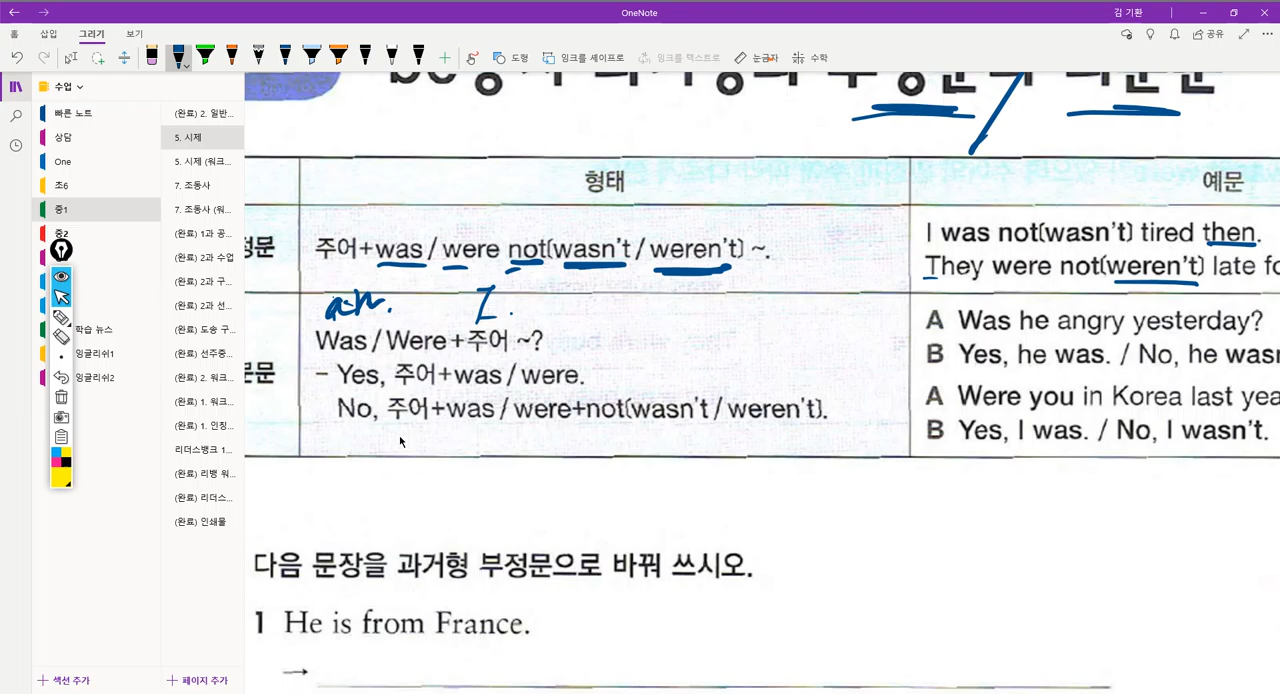 OneNote
김 기환
홈 삽입 그리기 보기
공유
도형 잉크를 셰이프로 잉크를 텍스트로 눈금자 수학
수업
빠른 노트
상담
One
초6
중1
중2
학습 뉴스
잉글리쉬1
잉글리쉬2
섹션 추가
(완료) 2. 일반...
5. 시제
5. 시제 (워크...
7. 조동사
7. 조동사 (워...
(완료) 1과 공...
(완료) 2과 수업
(완료) 2과 구...
(완료) 2과 선...
(완료) 도송 구...
(완료) 선주중...
(완료) 2. 워크...
(완료) 1. 워크...
(완료) 1. 인칭...
리더스뱅크 1...
(완료) 리뱅 워...
(완료) 리더스...
(완료) 인쇄물
페이지 추가
형태 예문
정문 주어+was / were not(wasn't / weren't) ~. I was not(wasn't) tired then.
They were not(weren't) late fo
I.
Was / Were +주어 ~? A Was he angry yesterday?
문문 – Yes, 주어+was / were. B Yes, he was. / No, he wasn
No, 주어+was / were+not(wasn't / weren't). A Were you in Korea last yea
B Yes, I was. / No, I wasn't.
다음 문장을 과거형 부정문으로 바꿔 쓰시오.
1 He is from France.
→